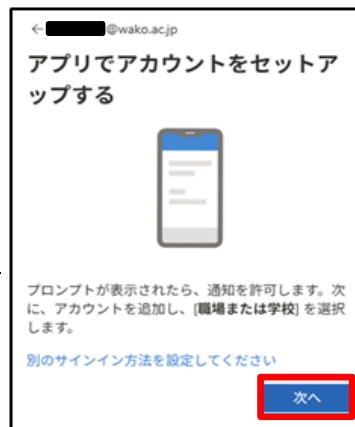 ←@wako.ac.jp
アプリでアカウントをセットア
ップする
プロンプトが表示されたら、通知を許可します。次
に、アカウントを追加し、[職場または学校] を選択
します。
別のサインイン方法を設定してください
次へ